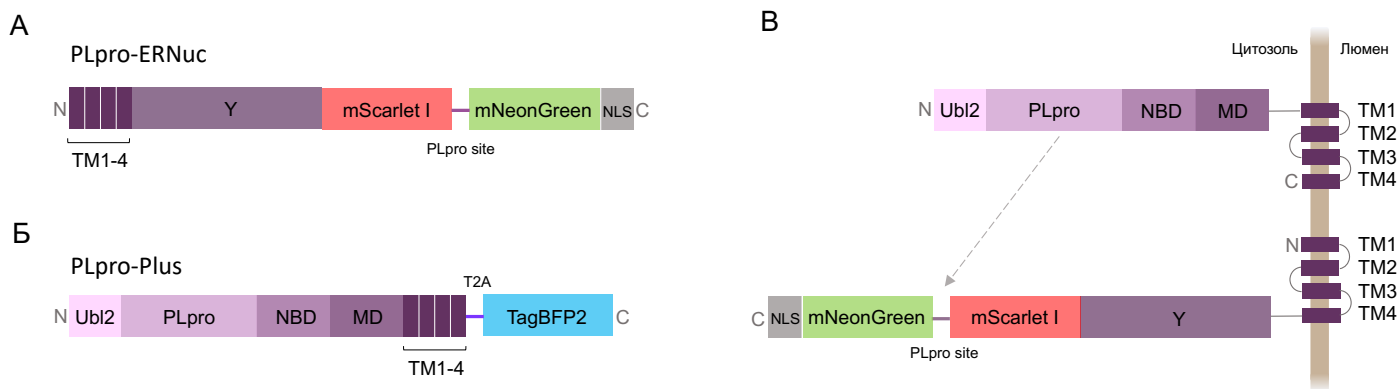 А
PLpro-ERNuc
N
Y
mScarlet I
mNeonGreen
NLS
C
PLpro site
TM1-4
Б
PLpro-Plus
T2A
N
Ubl2
PLpro
NBD
MD
TagBFP2
C
TM1-4
В
Цитозоль
Люмен
N
Ubl2
PLpro
NBD
MD
TM1
TM2
TM3
C
TM4
N
TM1
TM2
TM3
C
NLS
mNeonGreen
mScarlet I
Y
TM4
PLpro site